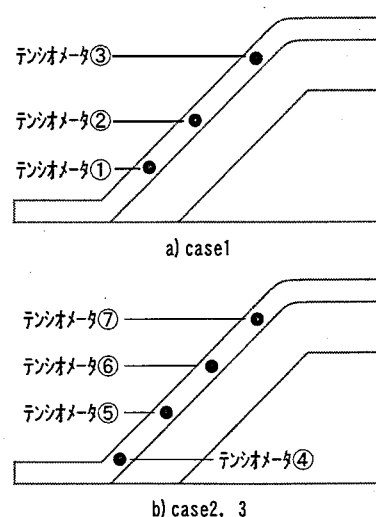 テンシオメータ③
テンシオメータ②
テンシオメータ①
a) case1
テンシオメータ⑦
テンシオメータ⑥
テンシオメータ⑤
テンシオメータ④
b) case2, 3